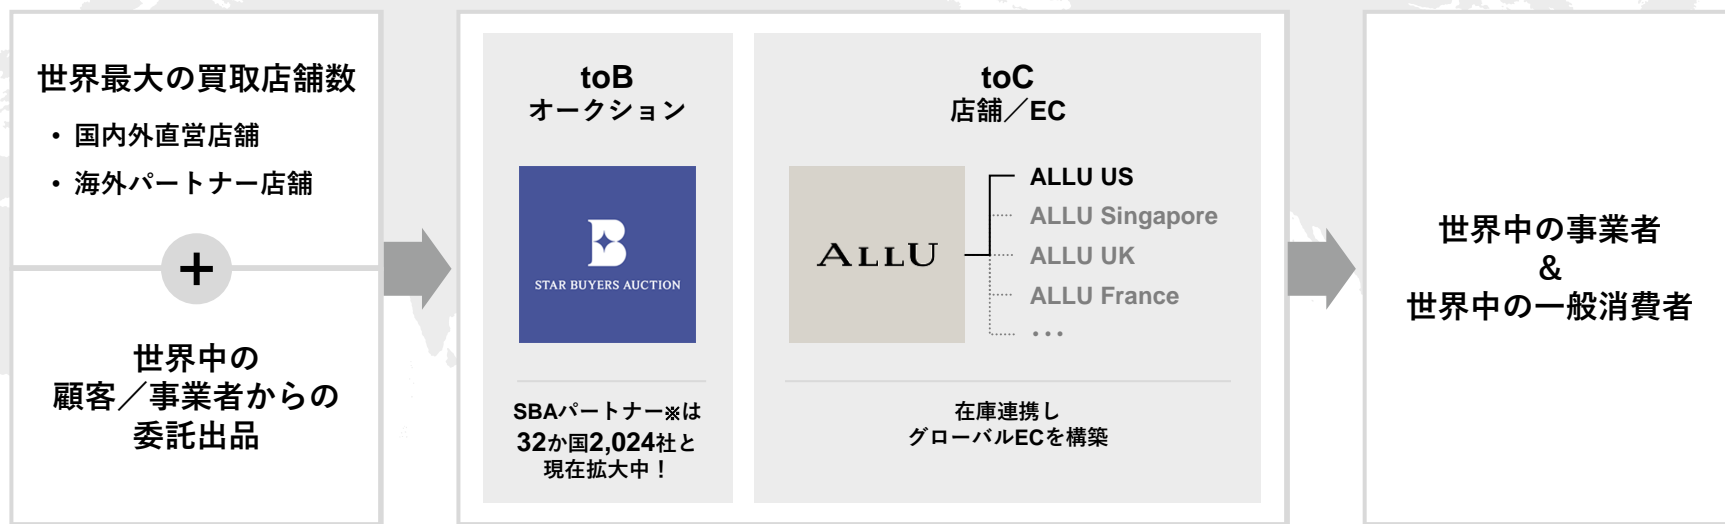 世界最大の買取店舗数
・ 国内外直営店舗
・ 海外パートナー店舗
+
世界中の
顧客／事業者からの
委託出品
toB
オークション
B
STAR BUYERS AUCTION
SBAパートナー※は
32か国2,024社と
現在拡大中！
toC
店舗／EC
ALLU
ALLU US
ALLU Singapore
ALLU UK
ALLU France
・・・
在庫連携し
グローバルECを構築
世界中の事業者
&
世界中の一般消費者